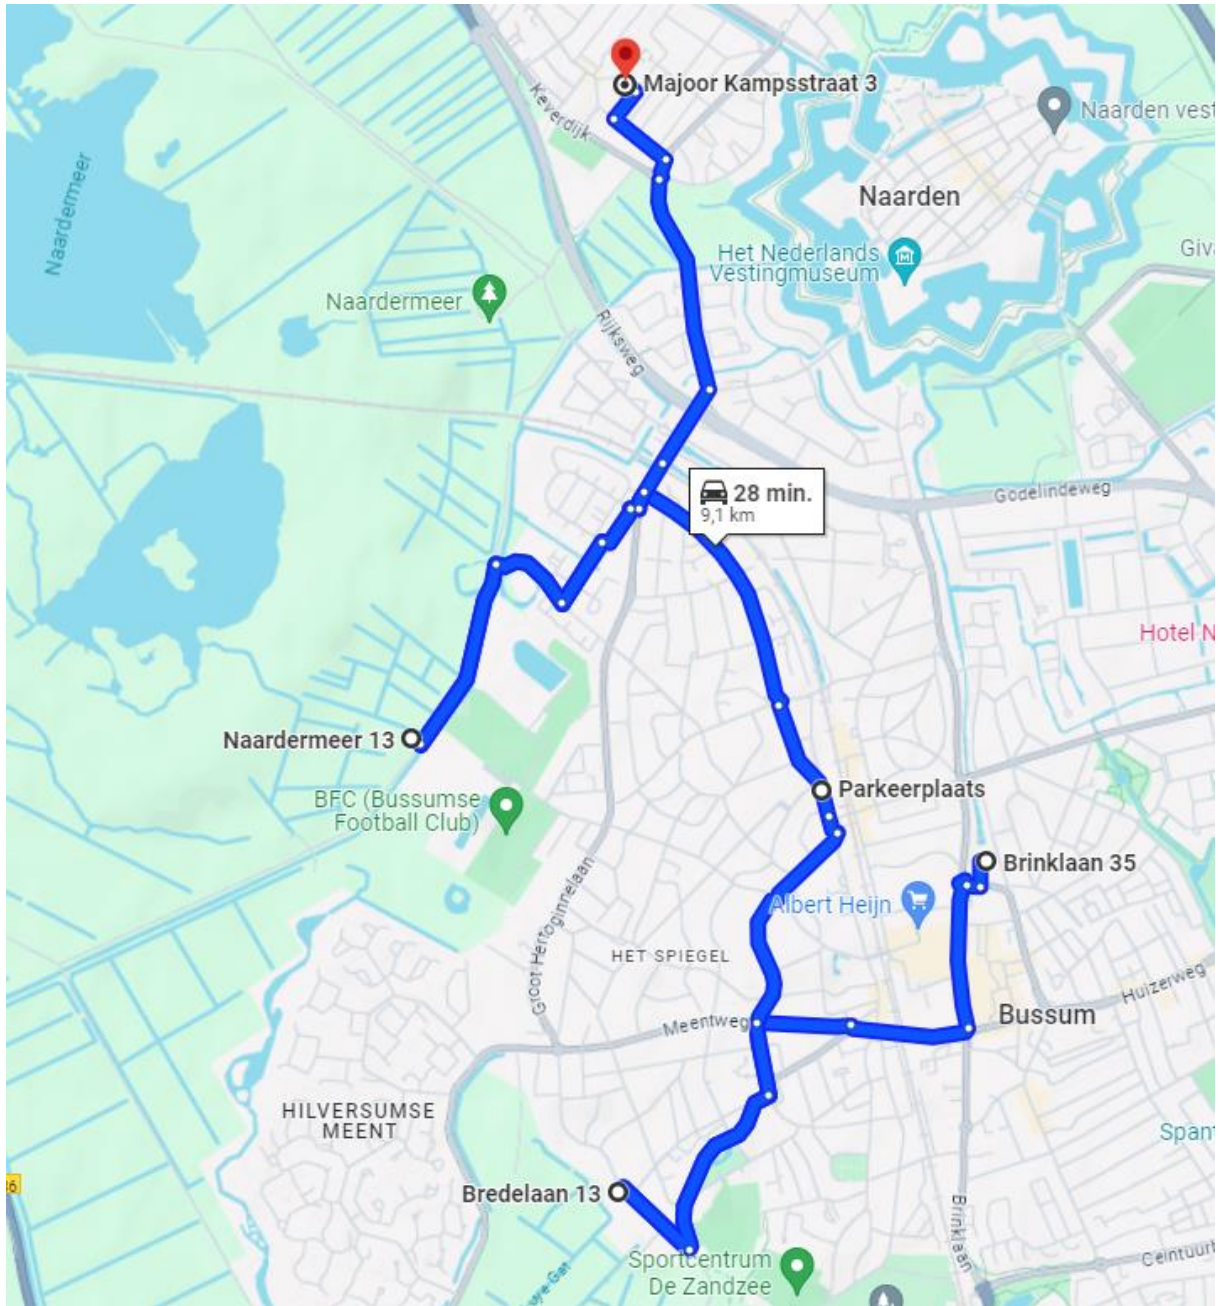 Majoor Kampsstraat 3
Keverdijk
Naarden vest
Naarden
Naardermeer
Het Nederlands
Vestingmuseum
Giv
Naardermeer
Rijksweg
28 min.
9,1 km
Godelindeweg
Hotel N
Naardermeer 13
Parkeerplaats
BFC (Bussumse
Football Club)
Brinklaan 35
Albert Heijn
Groot Hertoginnelaan
HET SPIEGEL
Huizerweg
Meentweg
Bussum
HILVERSUMSE
MEENT
Span
36
Bredelaan 13
Brinklaan
Sportcentrum
De Zandzee
Ceintuurb